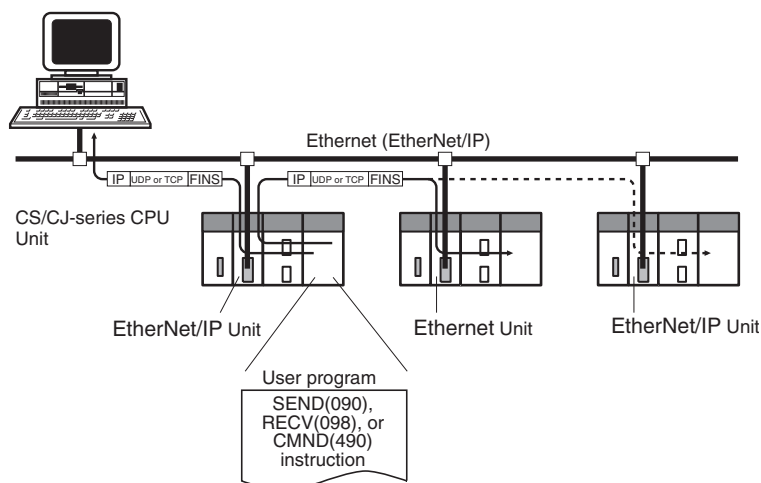 Ethernet (EtherNet/IP)
IP UDP or TCP FINS
IP UDP or TCP FINS
CS/CJ-series CPU
Unit
EtherNet/IP Unit
Ethernet Unit
EtherNet/IP Unit
User program
SEND(090),
RECV(098), or
CMND(490)
instruction